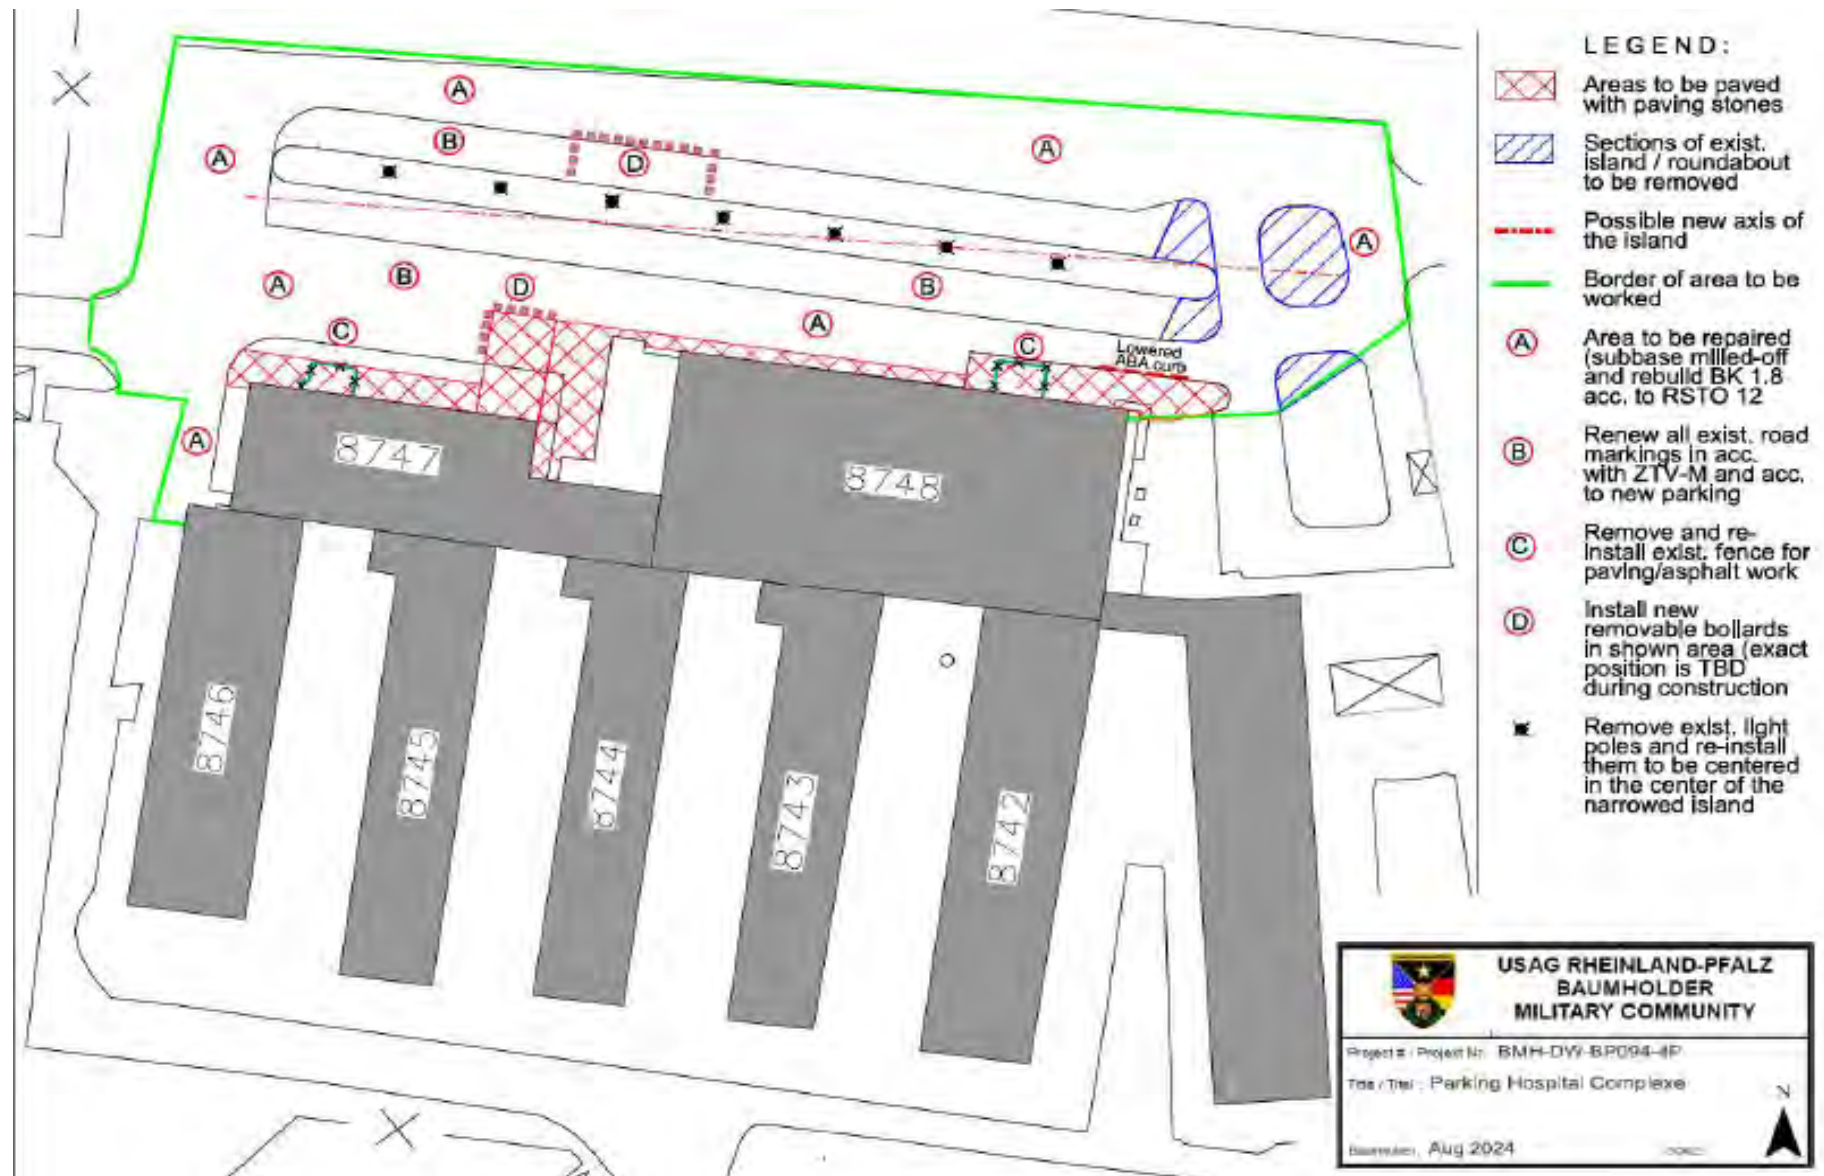 LEGEND:
Areas to be paved
with paving stones
Sections of exist.
island / roundabout
to be removed
Possible new axis of
the island
Border of area to be
worked
A
Area to be repaired
(subbase milled-off
and rebuild BK 1.8
acc. to RSTO 12
B
Renew all exist. road
markings in acc.
with ZTV-M and acc.
to new parking
C
Remove and re-
install exist. fence for
paving/asphalt work
D
Install new
removable bollards
in shown area (exact
position is TBD
during construction
Remove exist. light
poles and re-install
them to be centered
in the center of the
narrowed island
A
B
A
D
A
A
A
B
D
B
C
A
C
Lowered
ABA curb
A
8747
8748
8746
8745
8744
8743
8742
USAG RHEINLAND-PFALZ
BAUMHOLDER
MILITARY COMMUNITY
Project # / Projekt Nr. BMH-DW-BP094-4P
Title / Titel : Parking Hospital Complexe
N
Aug 2024